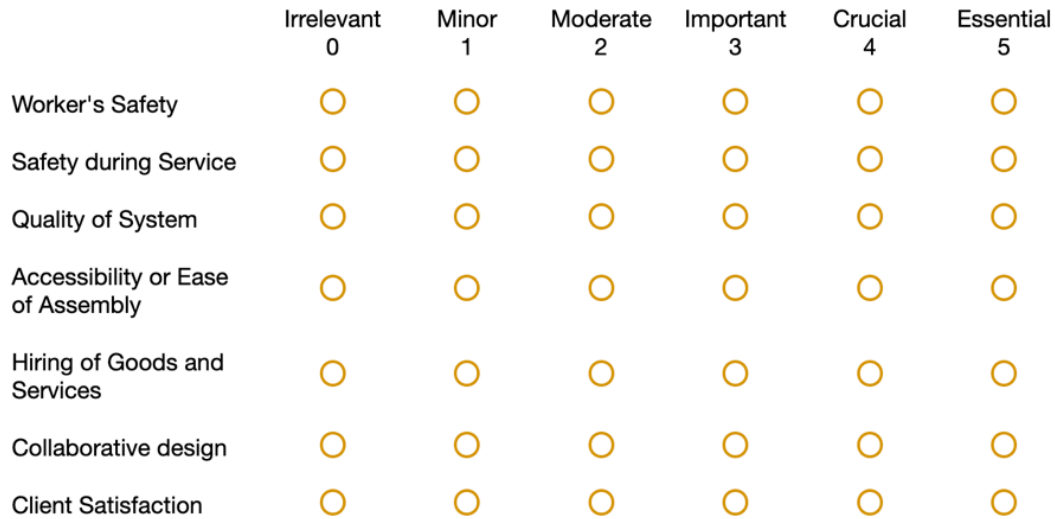 Irrelevant Minor Moderate Important Crucial Essential
0 1 2 3 4 5
Worker's Safety
Safety during Service
Quality of System
Accessibility or Ease
of Assembly
Hiring of Goods and
Services
Collaborative design
Client Satisfaction